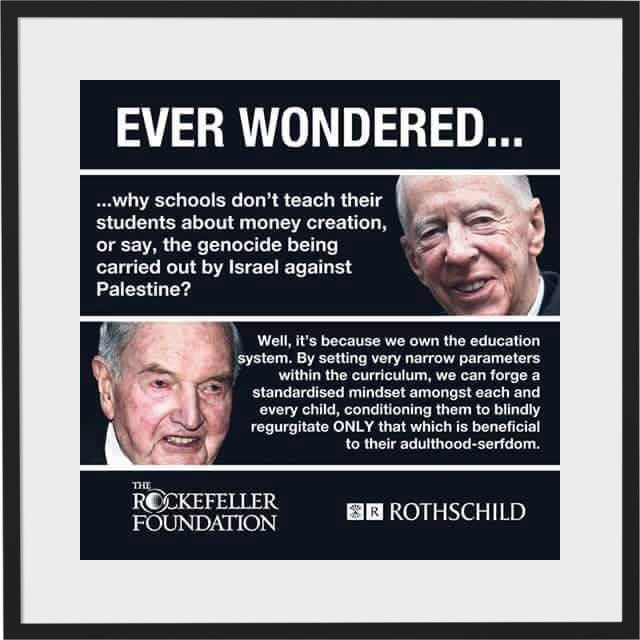 EVER WONDERED...
...why schools don't teach their
students about money creation,
or say, the genocide being
carried out by Israel against
Palestine?
Well, it's because we own the education
system. By setting very narrow parameters
within the curriculum, we can forge a
standardised mindset amongst each and
every child, conditioning them to blindly
regurgitate ONLY that which is beneficial
to their adulthood-serfdom.
THE
ROCKEFELLER
FOUNDATION
R ROTHSCHILD